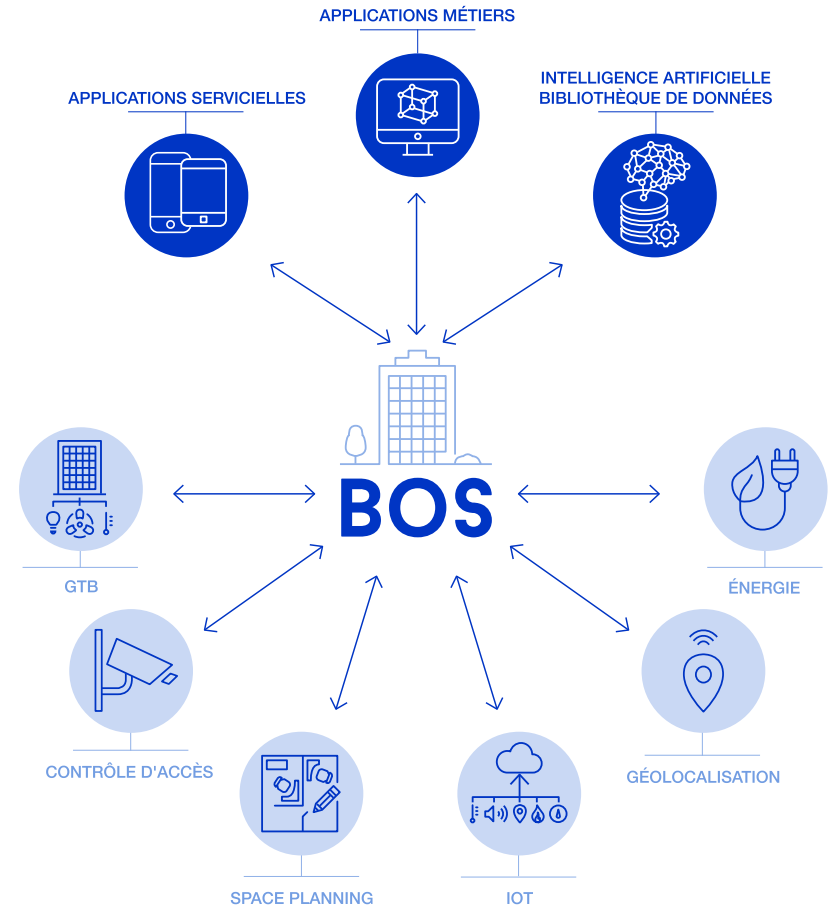 APPLICATIONS MÉTIERS
APPLICATIONS SERVICIELLES
INTELLIGENCE ARTIFICIELLE
BIBLIOTHÈQUE DE DONNÉES
BOS
GTB
ÉNERGIE
CONTRÔLE D'ACCÈS
GÉOLOCALISATION
SPACE PLANNING
IOT